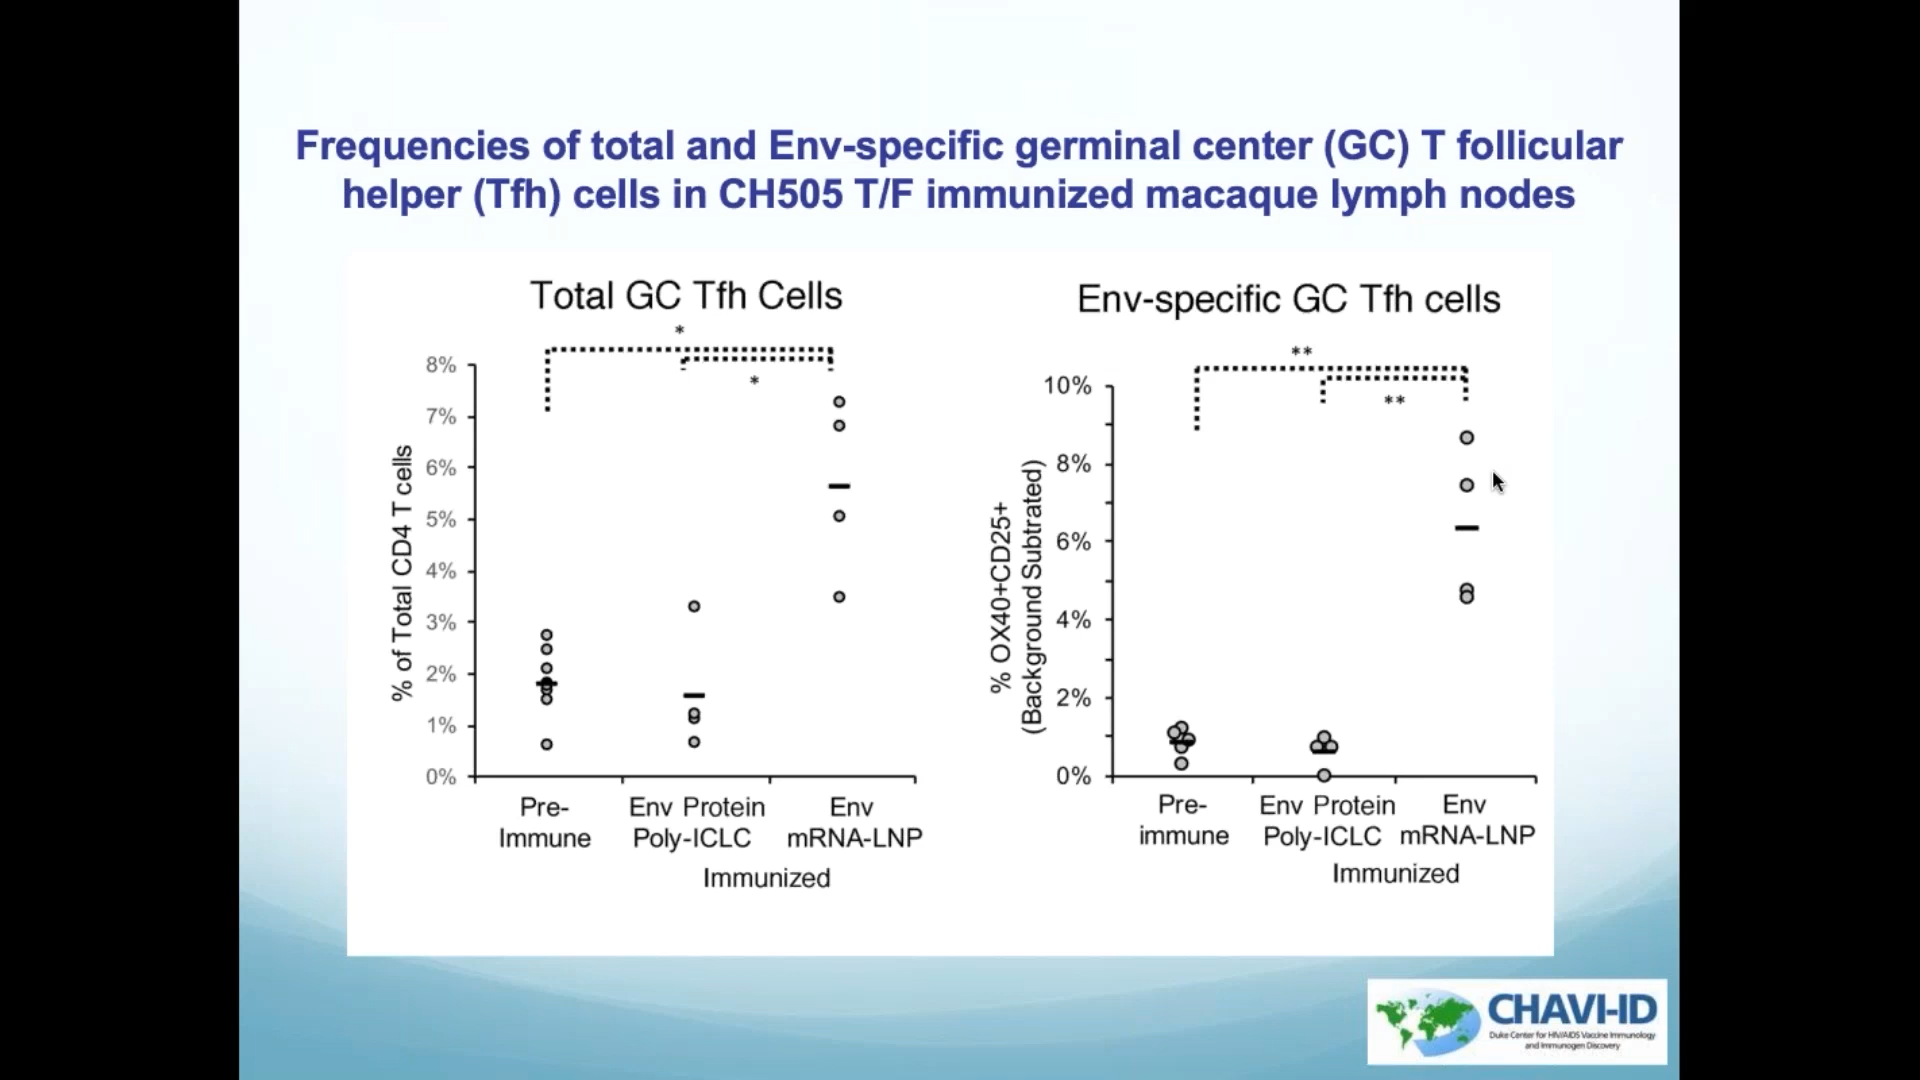 Frequencies of total and Env-specific germinal center (GC) T follicular
helper (Tfh) cells in CH505 T/F immunized macaque lymph nodes
Total GC Tfh Cells
*
*
8%
7%
6%
5%
4%
3%
2%
1%
0%
% of Total CD4 T cells
Pre-
Immune
Env Protein
Poly-ICLC
Env
mRNA-LNP
Immunized
Env-specific GC Tfh cells
**
**
10%
8%
6%
4%
2%
0%
% OX40+CD25+
(Background Subtrated)
Pre-
immune
Env Protein
Poly-ICLC
Env
mRNA-LNP
Immunized
CHAVI-ID
Duke Center for HIV/AIDS Vaccine Immunology
and Immunogen Discovery